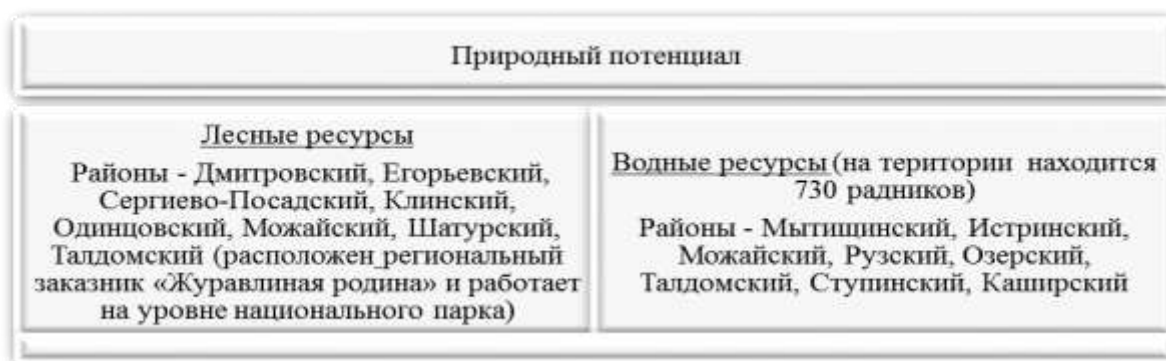 Природный потенциал
Лесные ресурсы
Районы - Дмитровский, Егорьевский,
Сергиево-Посадский, Клинский,
Одинцовский, Можайский, Шатурский,
Талдомский (расположен региональный
заказник «Журавлиная родина» и работает
на уровне национального парка)
Водные ресурсы (на територии находится
730 радников)
Районы - Мытищинский, Истринский,
Можайский, Рузский, Озерский,
Талдомский, Ступинский, Каширский